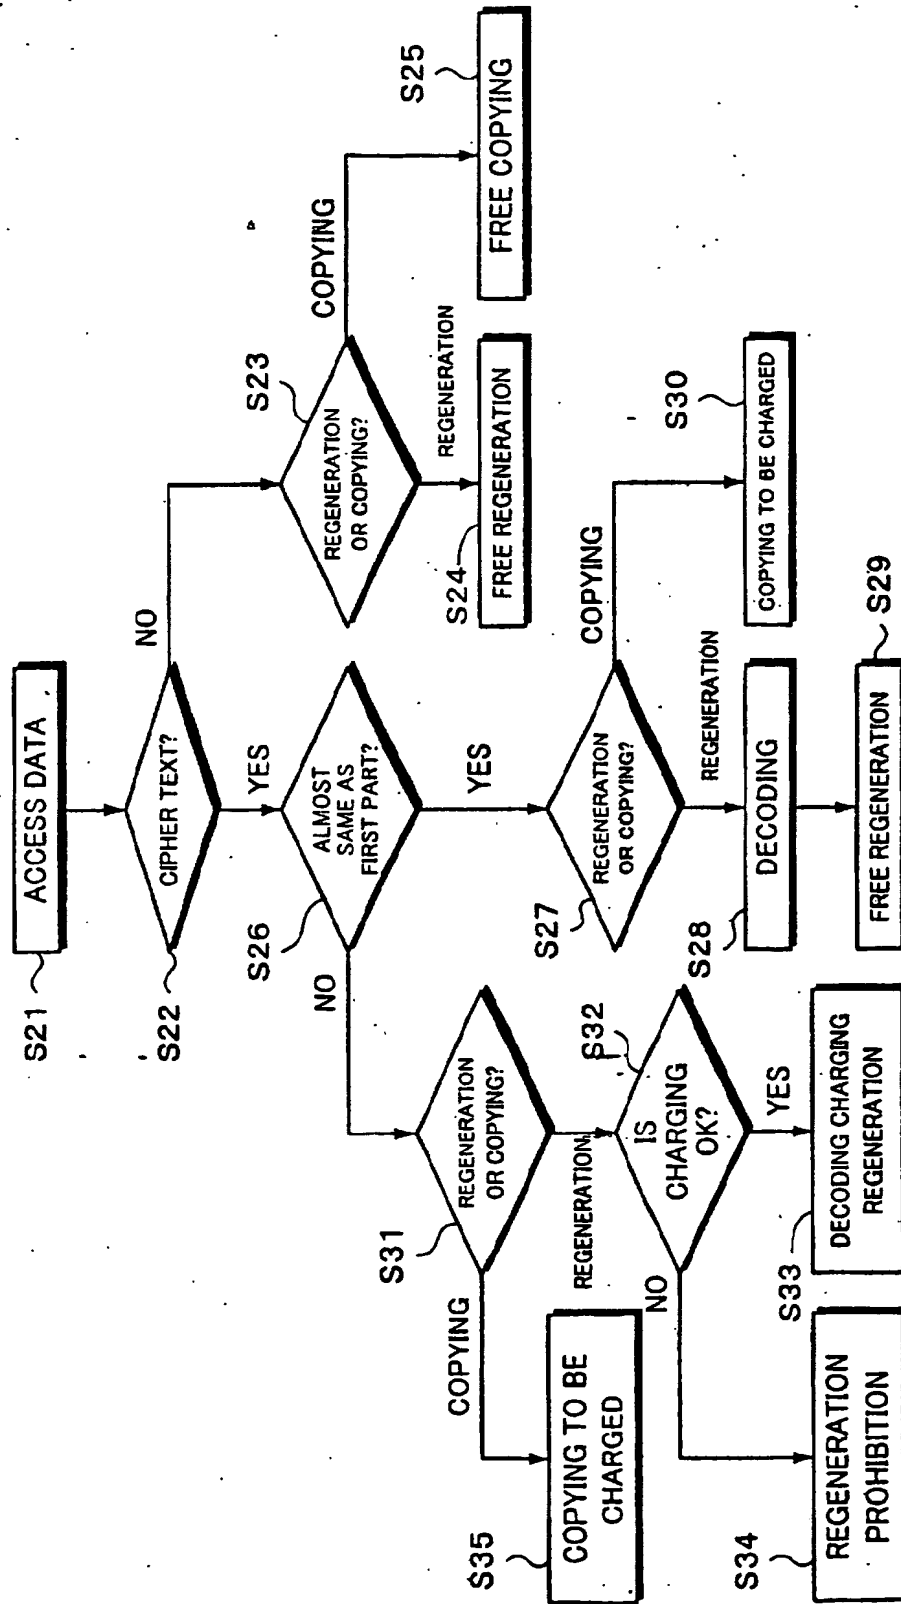 S21
ACCESS DATA
S22
CIPHER TEXT?
NO
YES
S23
REGENERATION
OR COPYING?
COPYING
REGENERATION
S24
FREE REGENERATION
S25
FREE COPYING
S26
ALMOST
SAME AS
FIRST PART?
NO
YES
S27
REGENERATION
OR COPYING?
COPYING
REGENERATION
S28
DECODING
S29
FREE REGENERATION
S30
COPYING TO BE CHARGED
S31
REGENERATION
OR COPYING?
COPYING
REGENERATION
S32
IS
CHARGING
OK?
NO
YES
S33
DECODING CHARGING
REGENERATION
S34
REGENERATION
PROHIBITION
S35
COPYING TO BE
CHARGED